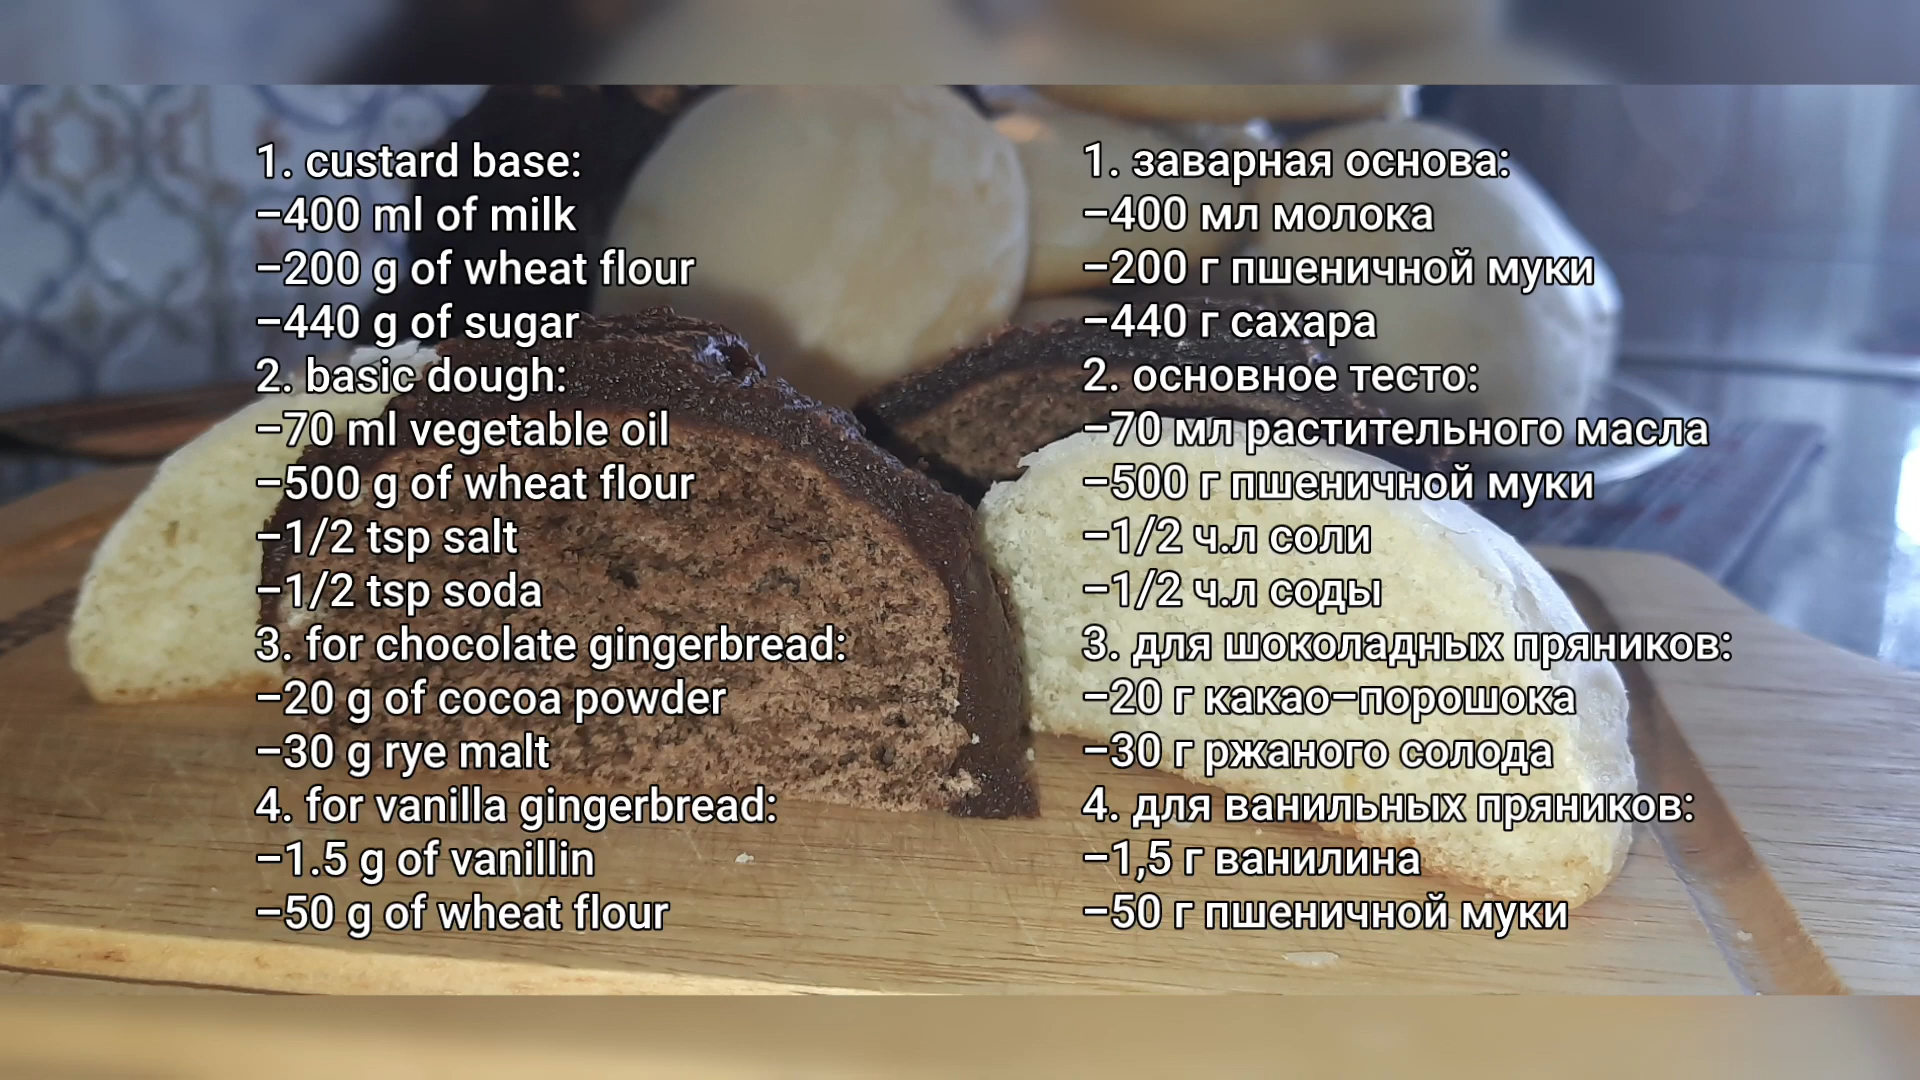 1. custard base:
–400 ml of milk
–200 g of wheat flour
–440 g of sugar
2. basic dough:
–70 ml vegetable oil
–500 g of wheat flour
–1/2 tsp salt
–1/2 tsp soda
3. for chocolate gingerbread:
–20 g of cocoa powder
–30 g rye malt
4. for vanilla gingerbread:
–1.5 g of vanillin
–50 g of wheat flour
1. заварная основа:
–400 мл молока
–200 г пшеничной муки
–440 г сахара
2. основное тесто:
–70 мл растительного масла
–500 г пшеничной муки
–1/2 ч.л соли
–1/2 ч.л соды
3. для шоколадных пряников:
–20 г какао–порошока
–30 г ржаного солода
4. для ванильных пряников:
–1,5 г ванилина
–50 г пшеничной муки